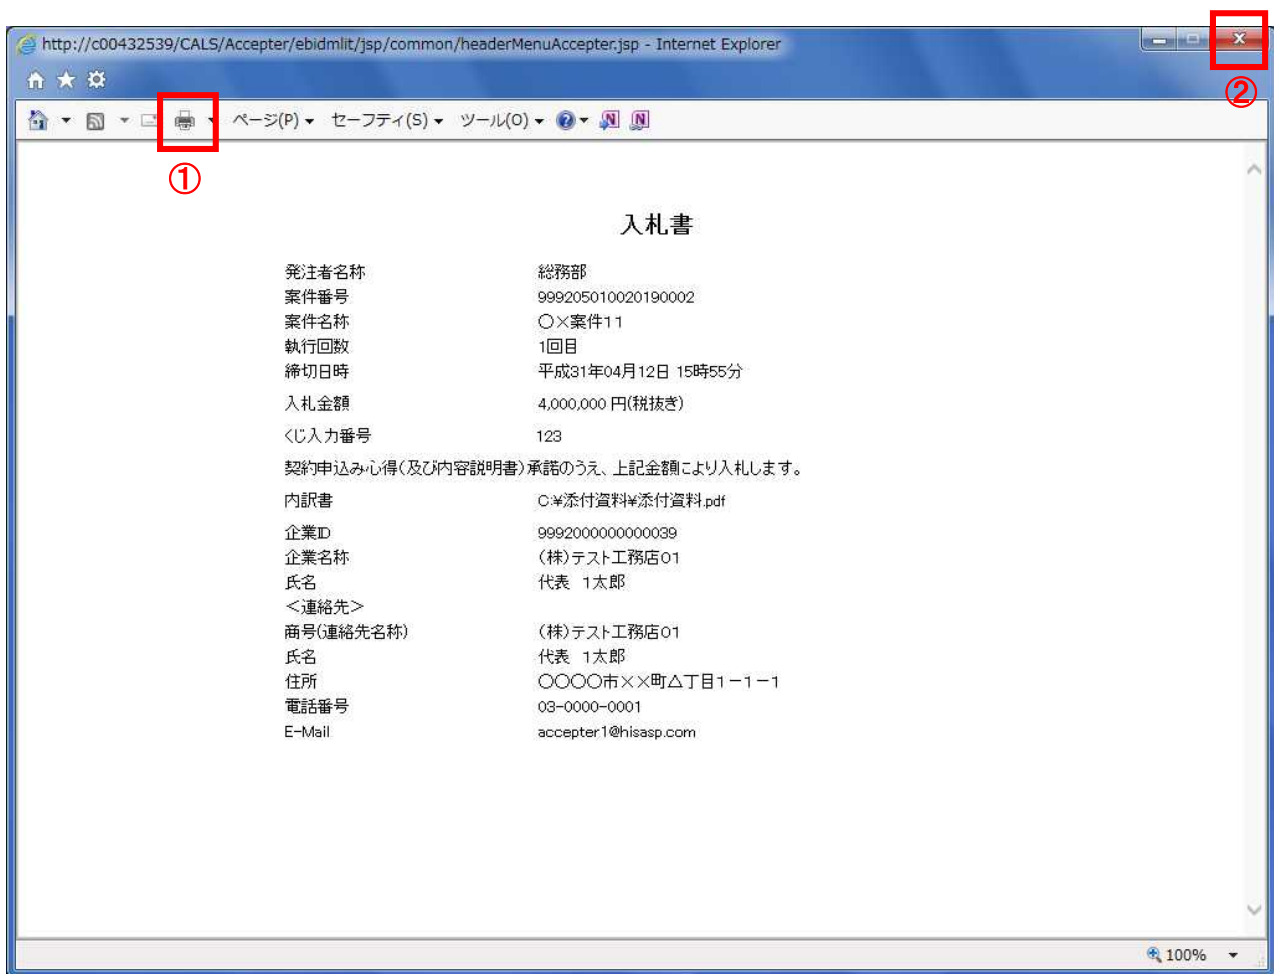 http://c00432539/CALS/Accepter/ebidmlit/jsp/common/headerMenuAccepter.jsp - Internet Explorer
②
ページ(P) セーフティ(S) ツール(O)
①
入札書
発注者名称 総務部
案件番号 999205010020190002
案件名称 〇×案件11
執行回数 1回目
締切日時 平成31年04月12日 15時55分
入札金額 4,000,000 円(税抜き)
くじ入力番号 123
契約申込み心得(及び内容説明書)承諾のうえ、上記金額により入札します。
内訳書 C:¥添付資料¥添付資料.pdf
企業ID 9992000000000039
企業名称 (株)テスト工務店01
氏名 代表 1太郎
<連絡先>
商号(連絡先名称) (株)テスト工務店01
氏名 代表 1太郎
住所 〇〇〇〇市××町△丁目1-1-1
電話番号 03-0000-0001
E-Mail accepter1@hisasp.com
100%